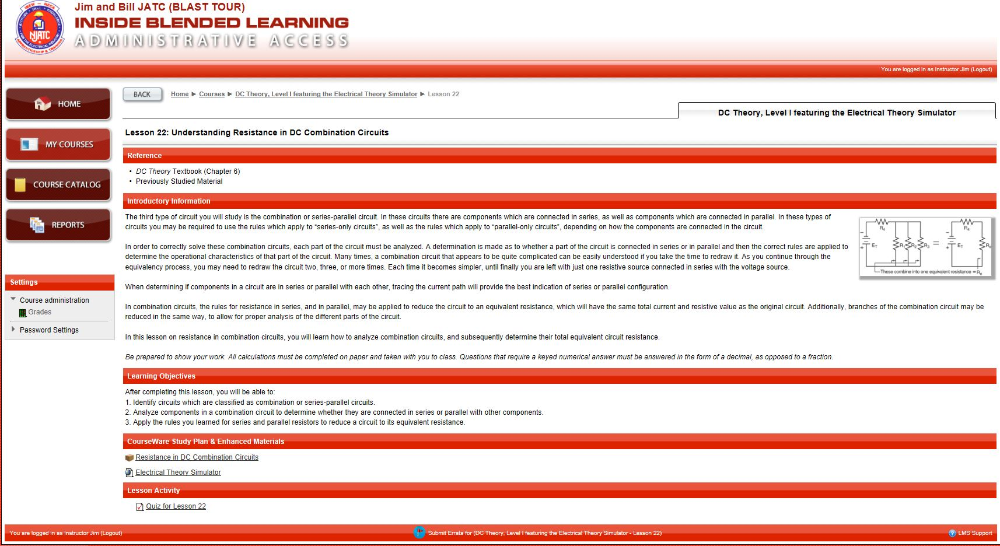 Jim and Bill JATC (BLAST TOUR)
INSIDE BLENDED LEARNING
ADMINISTRATIVE ACCESS
IBEW – NECA
ATTITUDE · SKILL · KNOWLEDGE
NJATC
FOR THE ELECTRICAL INDUSTRY
APPRENTICESHIP & TRAINING
You are logged in as Instructor Jim (Logout)
HOME
MY COURSES
COURSE CATALOG
REPORTS
Settings
Course administration
Grades
Password Settings
BACK
Home ► Courses ► DC Theory, Level I featuring the Electrical Theory Simulator ► Lesson 22
DC Theory, Level I featuring the Electrical Theory Simulator
Lesson 22: Understanding Resistance in DC Combination Circuits
Reference
• DC Theory Textbook (Chapter 6)
• Previously Studied Material
Introductory Information
The third type of circuit you will study is the combination or series-parallel circuit. In these circuits there are components which are connected in series, as well as components which are connected in parallel. In these types of
circuits you may be required to use the rules which apply to “series-only circuits”, as well as the rules which apply to “parallel-only circuits”, depending on how the components are connected in the circuit.
In order to correctly solve these combination circuits, each part of the circuit must be analyzed. A determination is made as to whether a part of the circuit is connected in series or in parallel and then the correct rules are applied to
determine the operational characteristics of that part of the circuit. Many times, a combination circuit that appears to be quite complicated can be easily understood if you take the time to redraw it. As you continue through the
equivalency process, you may need to redraw the circuit two, three, or more times. Each time it becomes simpler, until finally you are left with just one resistive source connected in series with the voltage source.
R4 R4
− ET + R1 R2 R3 = − ET + Re
These combine into one equivalent resistance = Re
When determining if components in a circuit are in series or parallel with each other, tracing the current path will provide the best indication of series or parallel configuration.
In combination circuits, the rules for resistance in series, and in parallel, may be applied to reduce the circuit to an equivalent resistance, which will have the same total current and resistive value as the original circuit. Additionally, branches of the combination circuit may be
reduced in the same way, to allow for proper analysis of the different parts of the circuit.
In this lesson on resistance in combination circuits, you will learn how to analyze combination circuits, and subsequently determine their total equivalent circuit resistance.
Be prepared to show your work. All calculations must be completed on paper and taken with you to class. Questions that require a keyed numerical answer must be answered in the form of a decimal, as opposed to a fraction.
Learning Objectives
After completing this lesson, you will be able to:
1. Identify circuits which are classified as combination or series-parallel circuits.
2. Analyze components in a combination circuit to determine whether they are connected in series or parallel with other components.
3. Apply the rules you learned for series and parallel resistors to reduce a circuit to its equivalent resistance.
CourseWare Study Plan & Enhanced Materials
Resistance in DC Combination Circuits
Electrical Theory Simulator
Lesson Activity
Quiz for Lesson 22
You are logged in as Instructor Jim (Logout)
Submit Errata for (DC Theory, Level I featuring the Electrical Theory Simulator - Lesson 22)
LMS Support